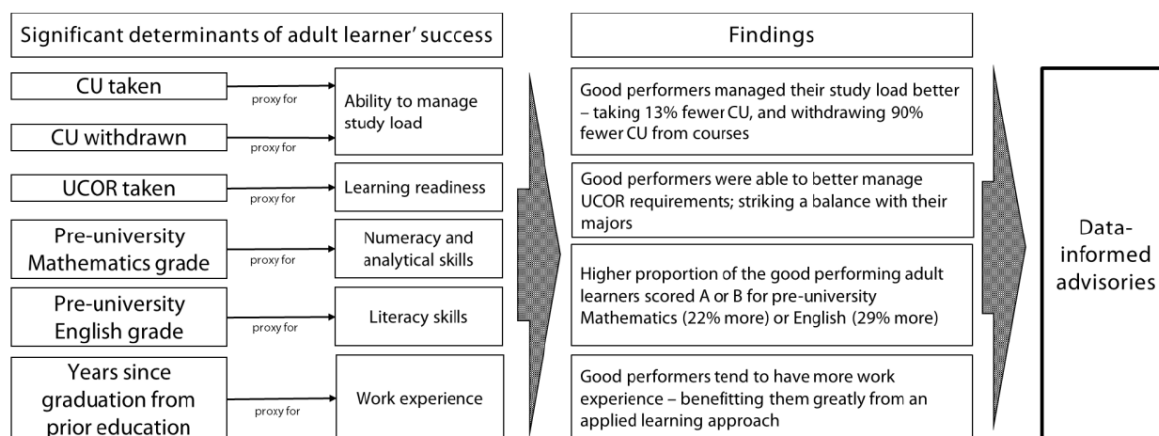 Significant determinants of adult learner' success
Findings
CU taken
proxy for
CU withdrawn
proxy for
Ability to manage
study load
UCOR taken
proxy for
Learning readiness
Pre-university
Mathematics grade
proxy for
Numeracy and
analytical skills
Pre-university
English grade
proxy for
Literacy skills
Years since
graduation from
prior education
proxy for
Work experience
Good performers managed their study load better
– taking 13% fewer CU, and withdrawing 90%
fewer CU from courses
Good performers were able to better manage
UCOR requirements; striking a balance with their
majors
Higher proportion of the good performing adult
learners scored A or B for pre-university
Mathematics (22% more) or English (29% more)
Good performers tend to have more work
experience – benefitting them greatly from an
applied learning approach
Data-
informed
advisories